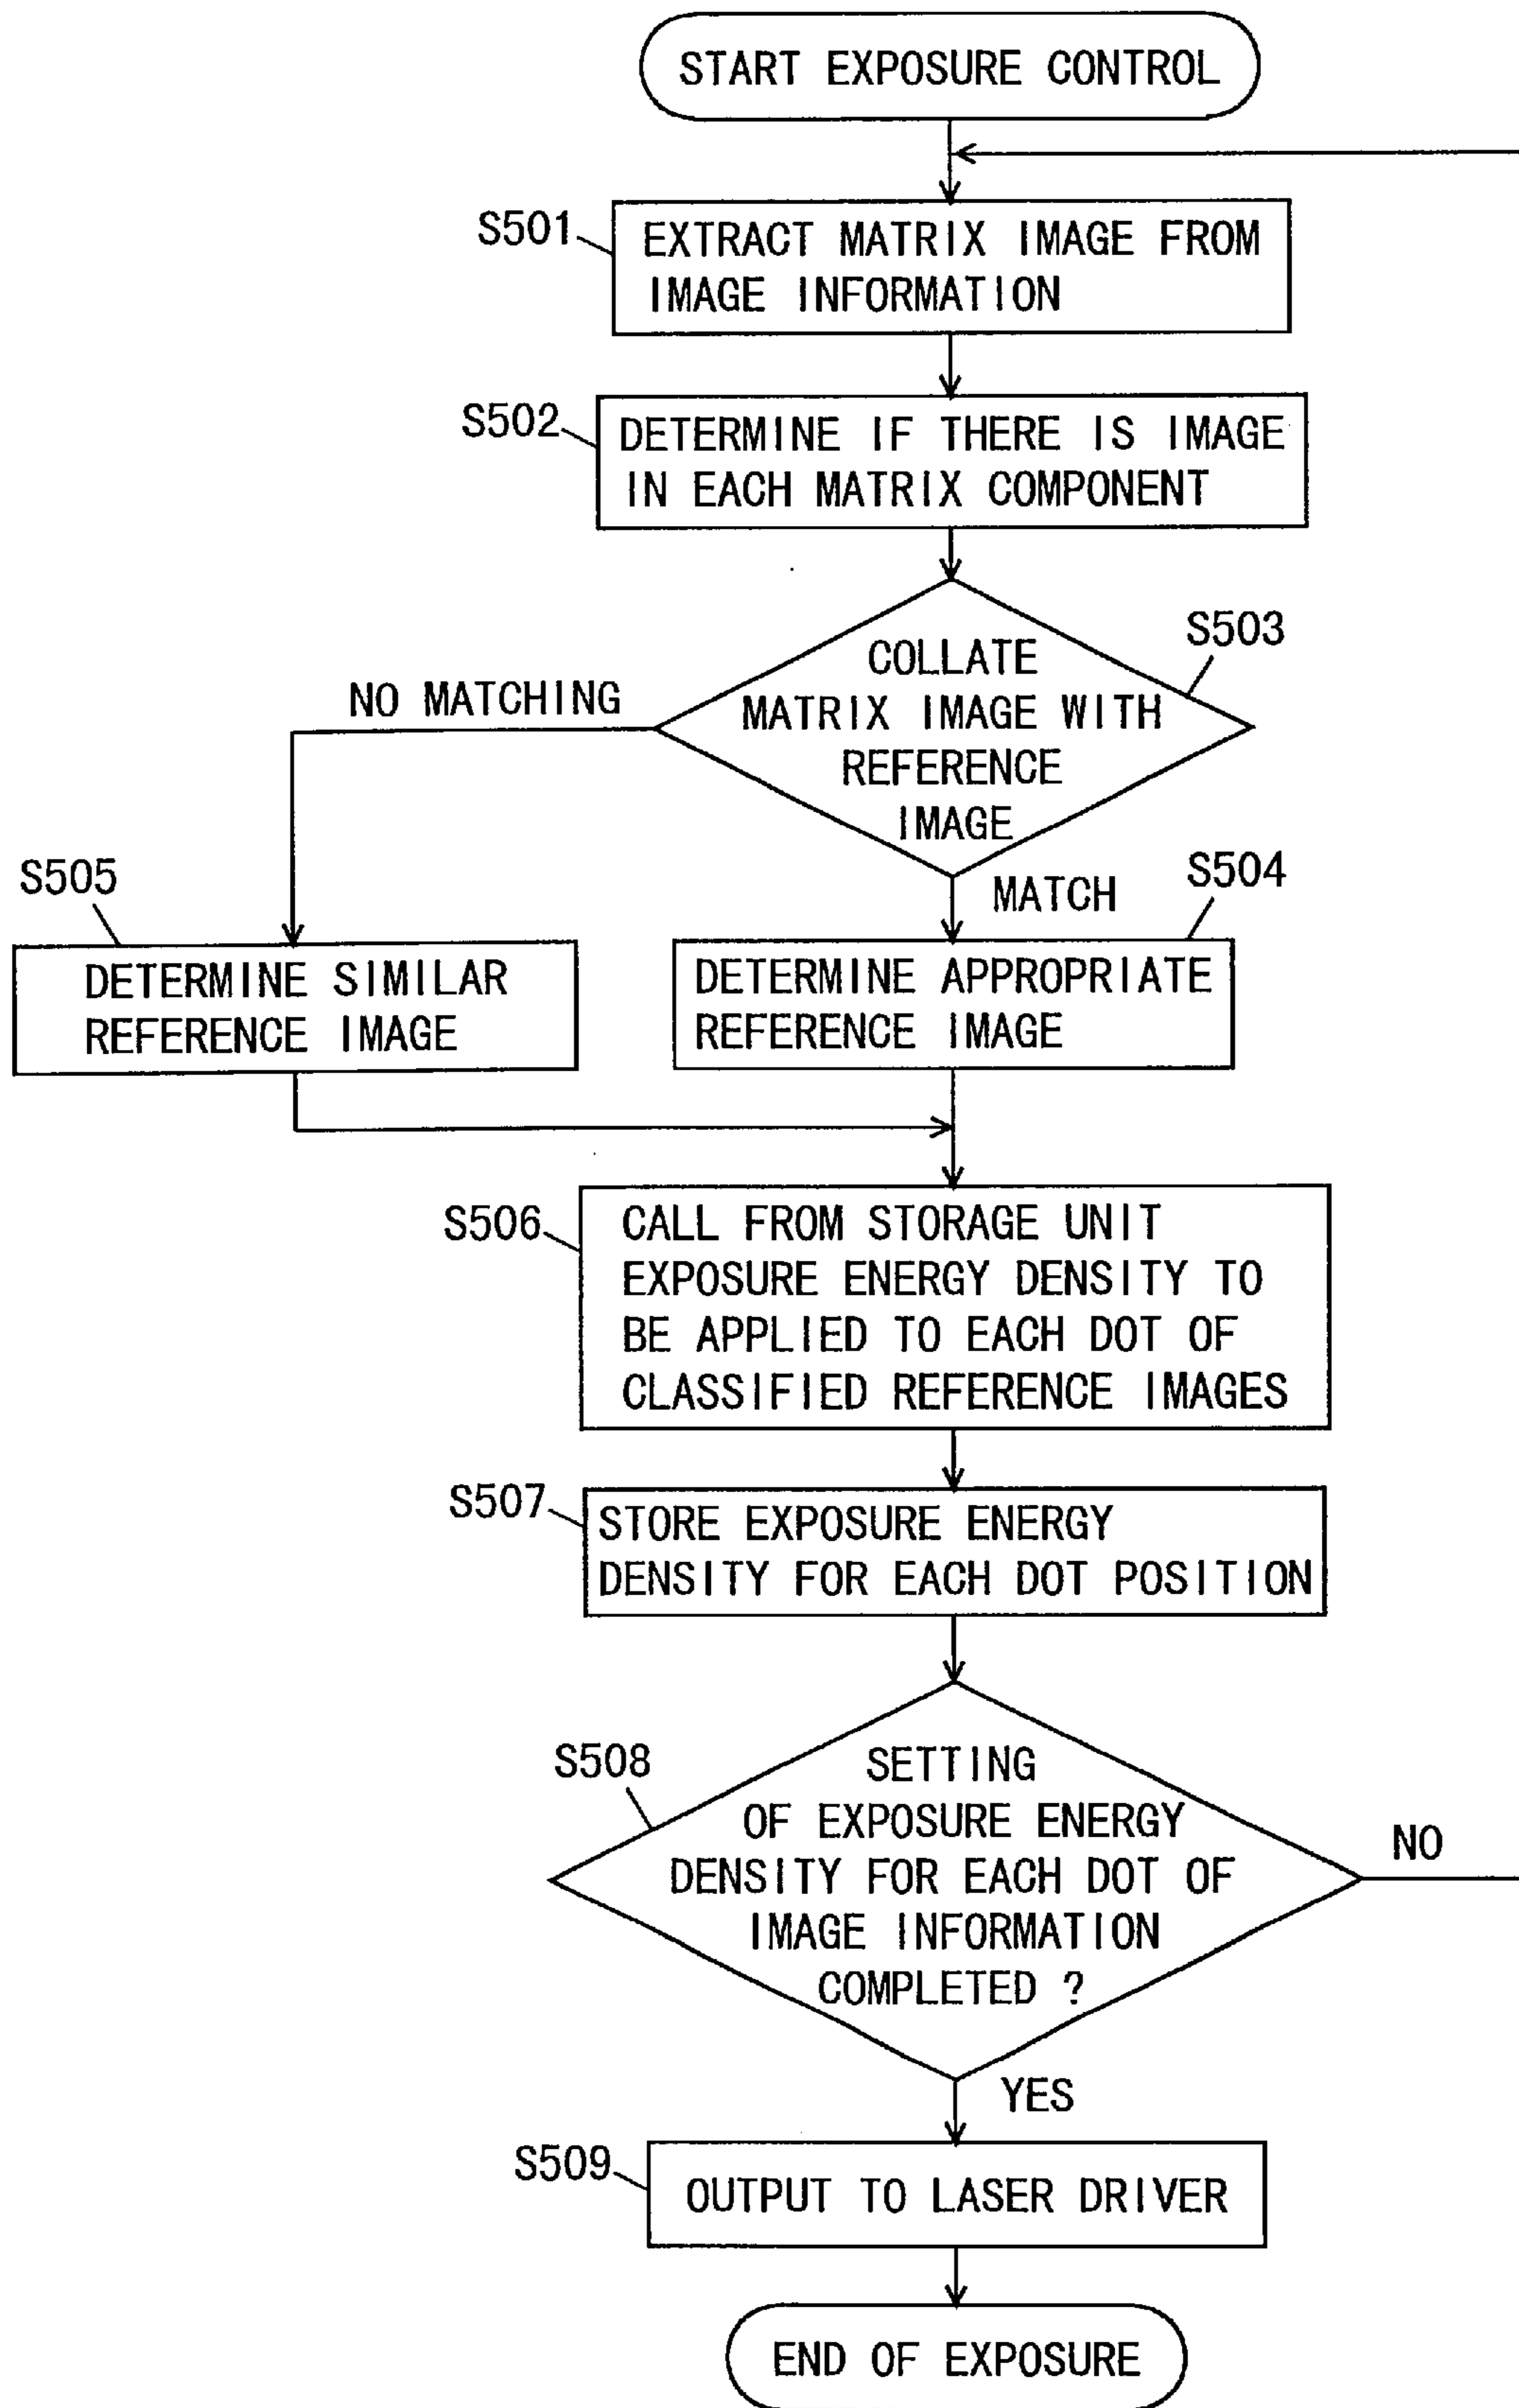 START EXPOSURE CONTROL
S501
EXTRACT MATRIX IMAGE FROM
IMAGE INFORMATION
S502
DETERMINE IF THERE IS IMAGE
IN EACH MATRIX COMPONENT
S503
COLLATE
MATRIX IMAGE WITH
REFERENCE
IMAGE
NO MATCHING
MATCH
S505
DETERMINE SIMILAR
REFERENCE IMAGE
S504
DETERMINE APPROPRIATE
REFERENCE IMAGE
S506
CALL FROM STORAGE UNIT
EXPOSURE ENERGY DENSITY TO
BE APPLIED TO EACH DOT OF
CLASSIFIED REFERENCE IMAGES
S507
STORE EXPOSURE ENERGY
DENSITY FOR EACH DOT POSITION
S508
SETTING
OF EXPOSURE ENERGY
DENSITY FOR EACH DOT OF
IMAGE INFORMATION
COMPLETED ?
NO
YES
S509
OUTPUT TO LASER DRIVER
END OF EXPOSURE